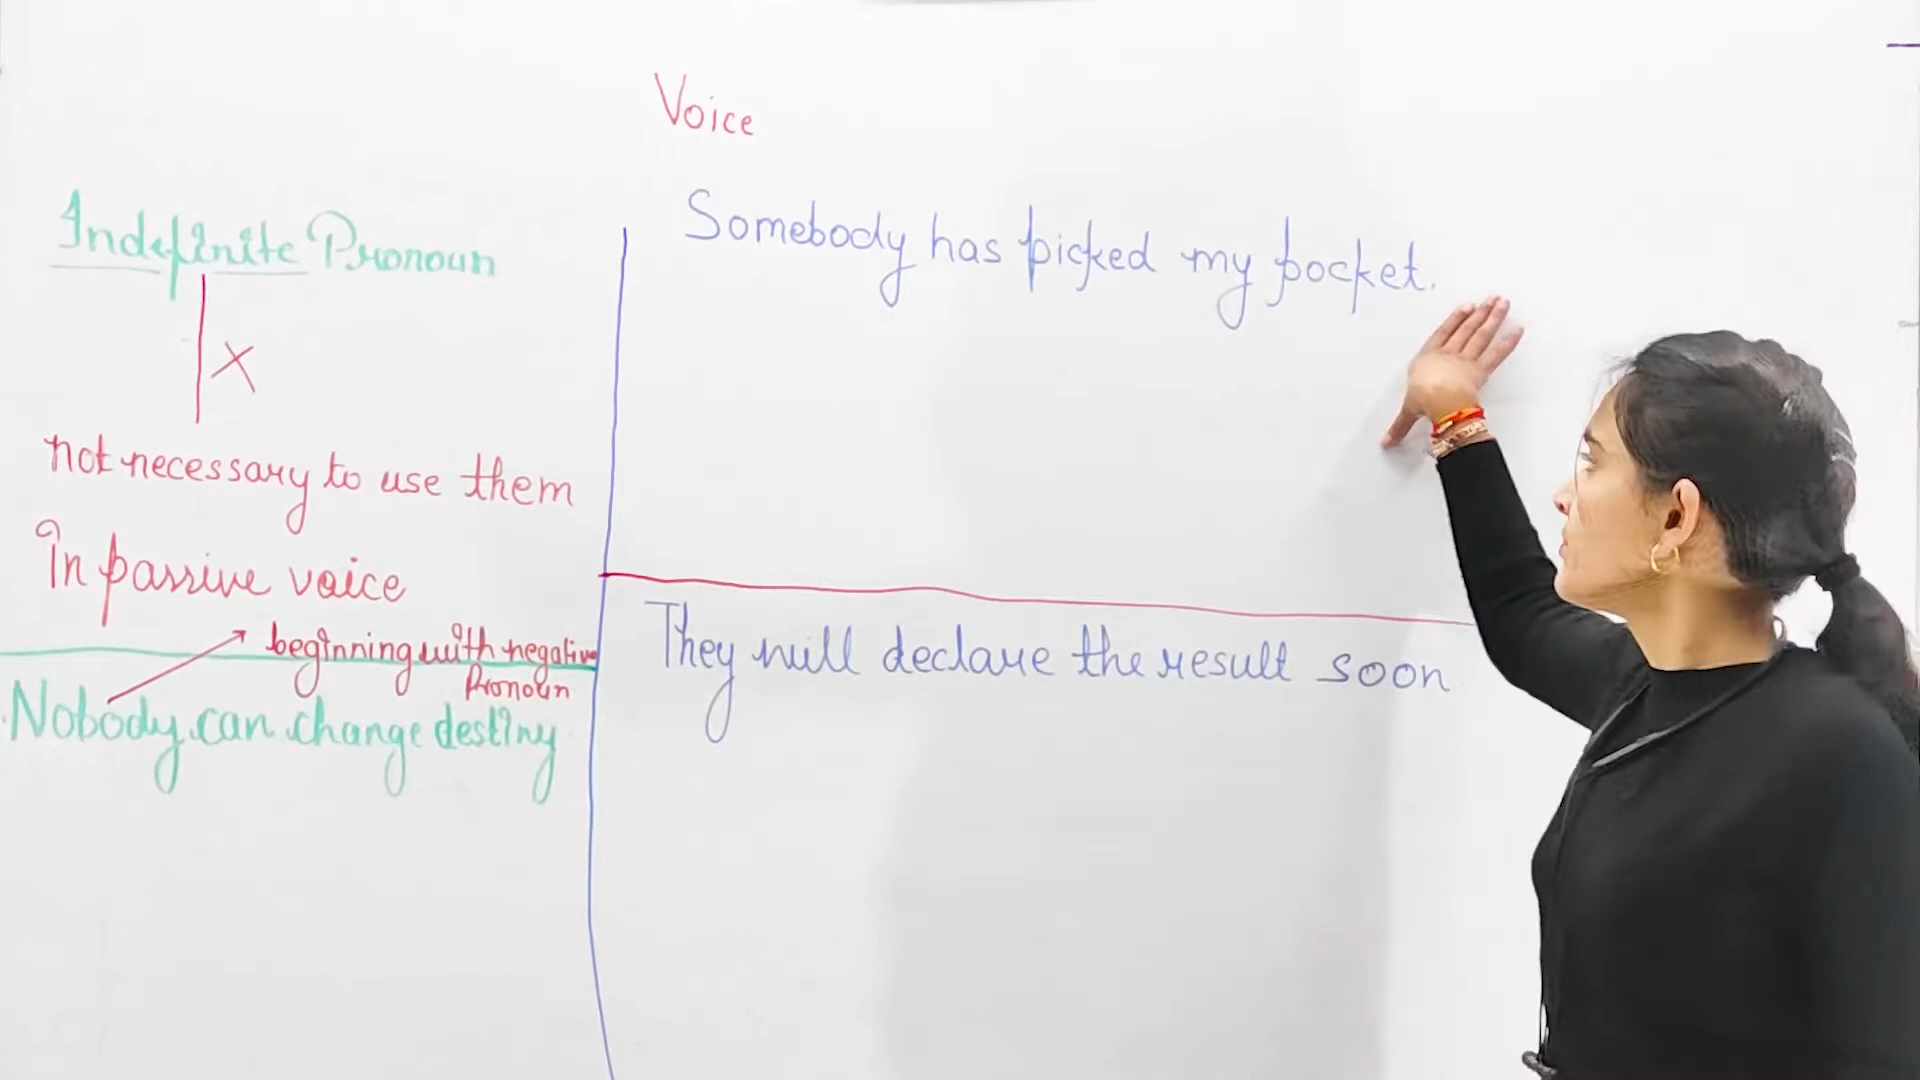 Voice
Indefinite Pronoun
X
not necessary to use them
In passive voice
beginning with negative
Pronoun
Nobody can change destiny
Somebody has picked my pocket.
They will declare the result soon